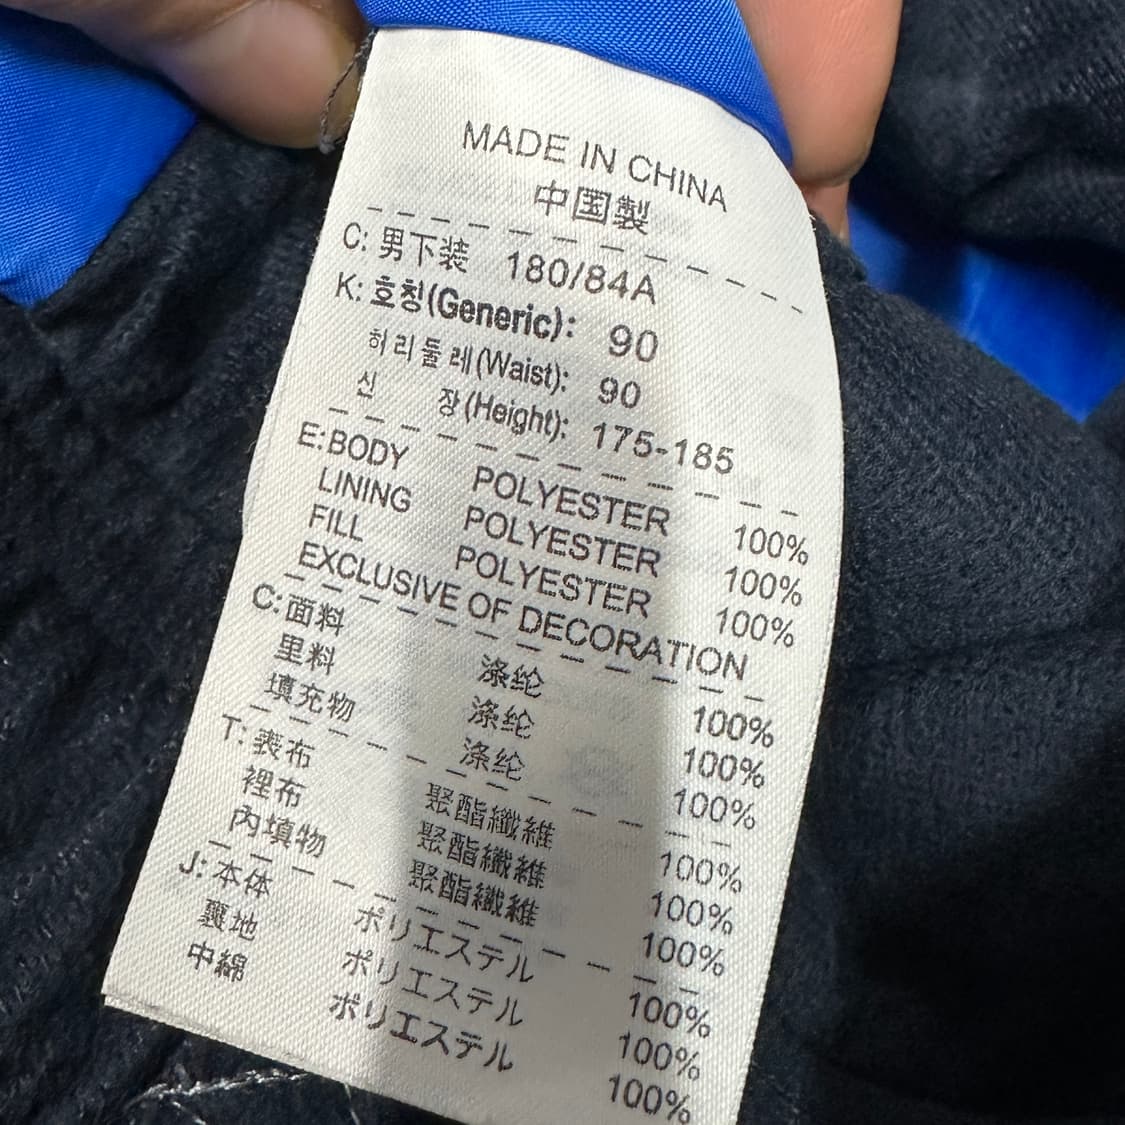 MADE IN CHINA
中国製
C: 男下装 180/84A
K: 호칭(Generic): 90
허리둘레(Waist): 90
신 장(Height): 175-185
E: BODY POLYESTER 100%
LINING POLYESTER 100%
FILL POLYESTER 100%
EXCLUSIVE OF DECORATION
C: 面料 涤纶 100%
里料 涤纶 100%
填充物 涤纶 100%
T: 表布 聚酯纖維 100%
裡布 聚酯纖維 100%
內填物 聚酯纖維 100%
J: 本体 ポリエステル 100%
裏地 ポリエステル 100%
中綿 ポリエステル 100%